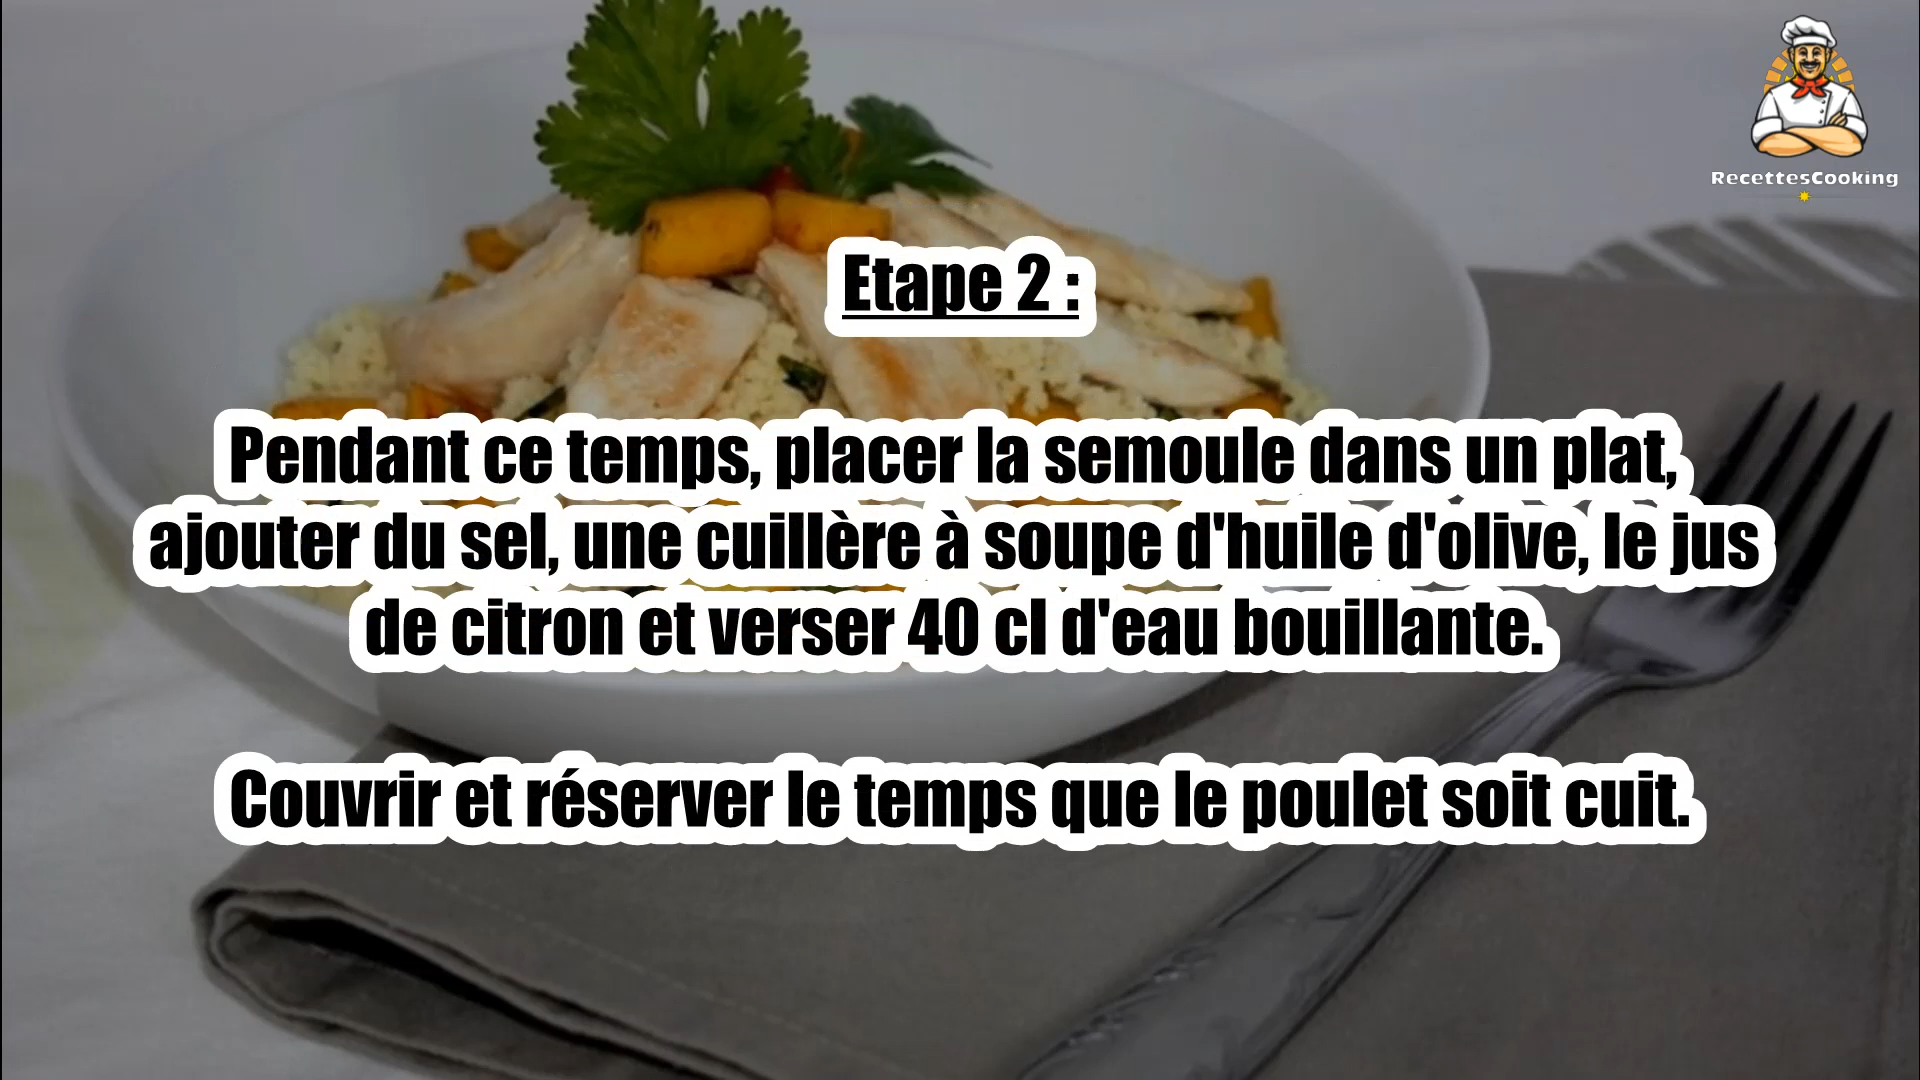 RecettesCooking
Etape 2 :
Pendant ce temps, placer la semoule dans un plat,
ajouter du sel, une cuillère à soupe d'huile d'olive, le jus
de citron et verser 40 cl d'eau bouillante.
Couvrir et réserver le temps que le poulet soit cuit.